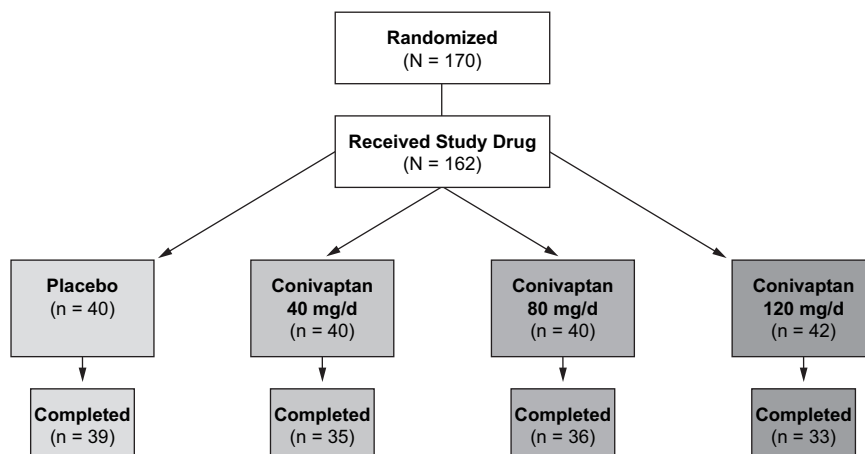 Randomized
(N = 170)
Received Study Drug
(N = 162)
Placebo
(n = 40)
Conivaptan
40 mg/d
(n = 40)
Conivaptan
80 mg/d
(n = 40)
Conivaptan
120 mg/d
(n = 42)
Completed
(n = 39)
Completed
(n = 35)
Completed
(n = 36)
Completed
(n = 33)